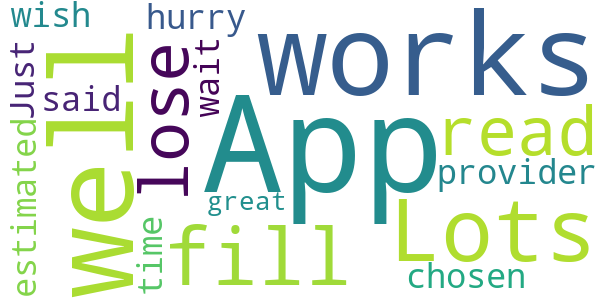 wish
hurry
works
Just
said
well
lose
wait
App
read
provider
estimated
great
Lots
time
fill
chosen